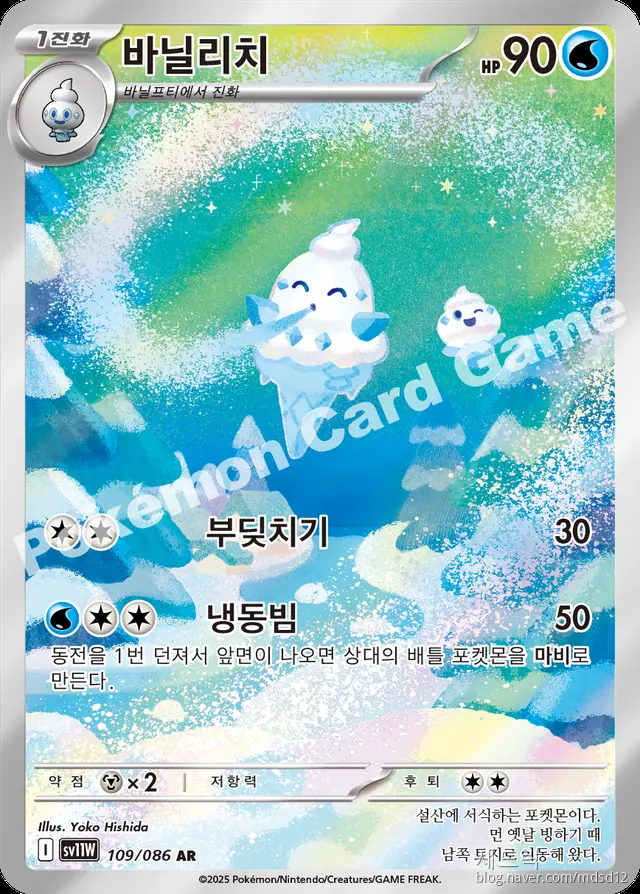 1진화
바닐리치
HP 90
바닐프티에서 진화
Pokémon Card Game
부딪치기 30
냉동빔 50
동전을 1번 던져서 앞면이 나오면 상대의 배틀 포켓몬을 마비로
만든다.
약점 ×2 저항력 후퇴
Illus. Yoko Hishida
설산에 서식하는 포켓몬이다.
먼 옛날 빙하기 때
남쪽 토지로 이동해 왔다.
I sv11W 109/086 AR
blog.naver.com/mdsd12
©2025 Pokémon/Nintendo/Creatures/GAME FREAK.